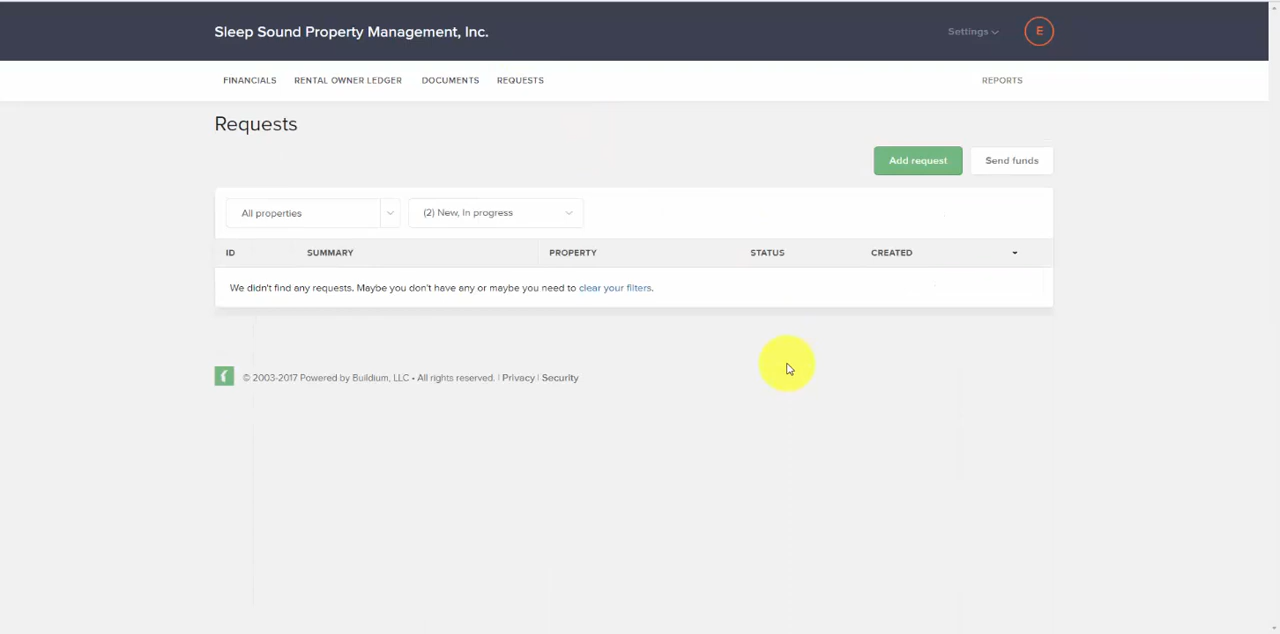 Sleep Sound Property Management, Inc.
Settings
E
FINANCIALS RENTAL OWNER LEDGER DOCUMENTS REQUESTS REPORTS
Requests
Add request Send funds
All properties (2) New, In progress
ID SUMMARY PROPERTY STATUS CREATED
We didn't find any requests. Maybe you don't have any or maybe you need to clear your filters.
© 2003-2017 Powered by Buildium, LLC • All rights reserved. | Privacy | Security